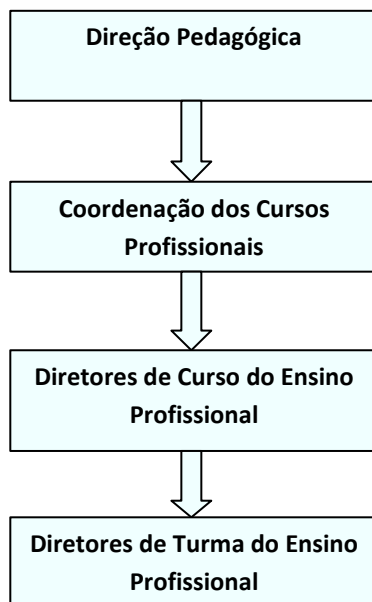 Direção Pedagógica
Coordenação dos Cursos
Profissionais
Diretores de Curso do Ensino
Profissional
Diretores de Turma do Ensino
Profissional